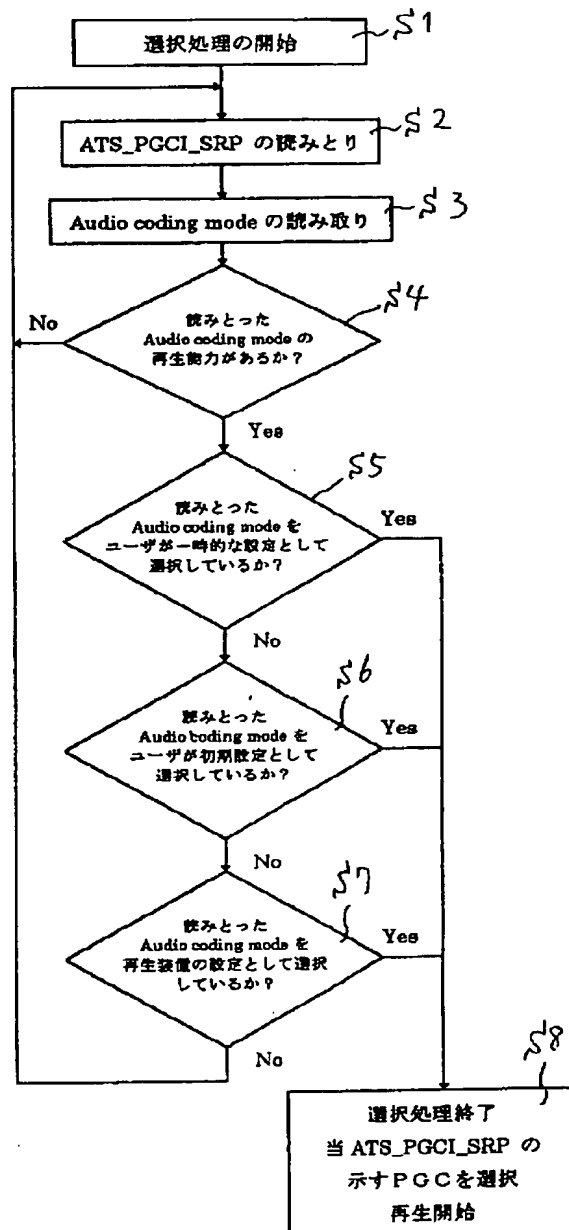 選択処理の開始
S1
ATS_PGCI_SRP の読みとり
S2
Audio coding mode の読み取り
S3
読みとった
Audio coding mode の
再生能力があるか?
S4
No
Yes
読みとった
Audio coding mode を
ユーザが一時的な設定として
選択しているか?
S5
Yes
No
読みとった
Audio coding mode を
ユーザが初期設定として
選択しているか?
S6
Yes
No
読みとった
Audio coding mode を
再生装置の設定として選択
しているか?
S7
Yes
No
S8
選択処理終了
当 ATS_PGCI_SRP の
示すPGCを選択
再生開始